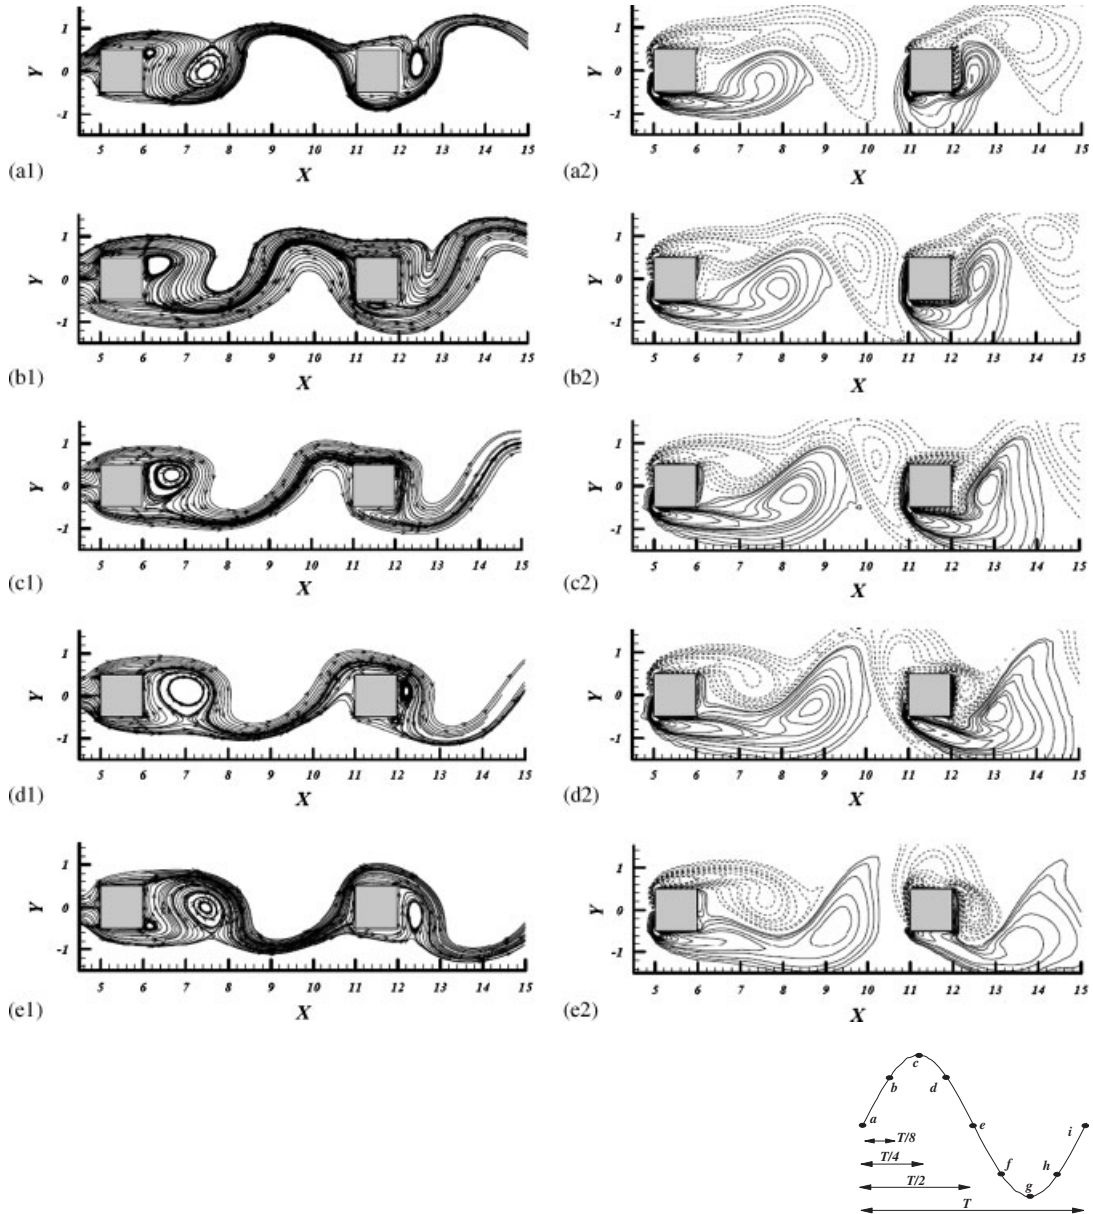 1
Y 0
-1
5 6 7 8 9 10 11 12 13 14 15
(a1) X
1
Y 0
-1
5 6 7 8 9 10 11 12 13 14 15
(a2) X
1
Y 0
-1
5 6 7 8 9 10 11 12 13 14 15
(b1) X
1
Y 0
-1
5 6 7 8 9 10 11 12 13 14 15
(b2) X
1
Y 0
-1
5 6 7 8 9 10 11 12 13 14 15
(c1) X
1
Y 0
-1
5 6 7 8 9 10 11 12 13 14 15
(c2) X
1
Y 0
-1
5 6 7 8 9 10 11 12 13 14 15
(d1) X
1
Y 0
-1
5 6 7 8 9 10 11 12 13 14 15
(d2) X
1
Y 0
-1
5 6 7 8 9 10 11 12 13 14 15
(e1) X
1
Y 0
-1
5 6 7 8 9 10 11 12 13 14 15
(e2) X
c
b d
a e i
T/8
T/4 f h
T/2 g
T